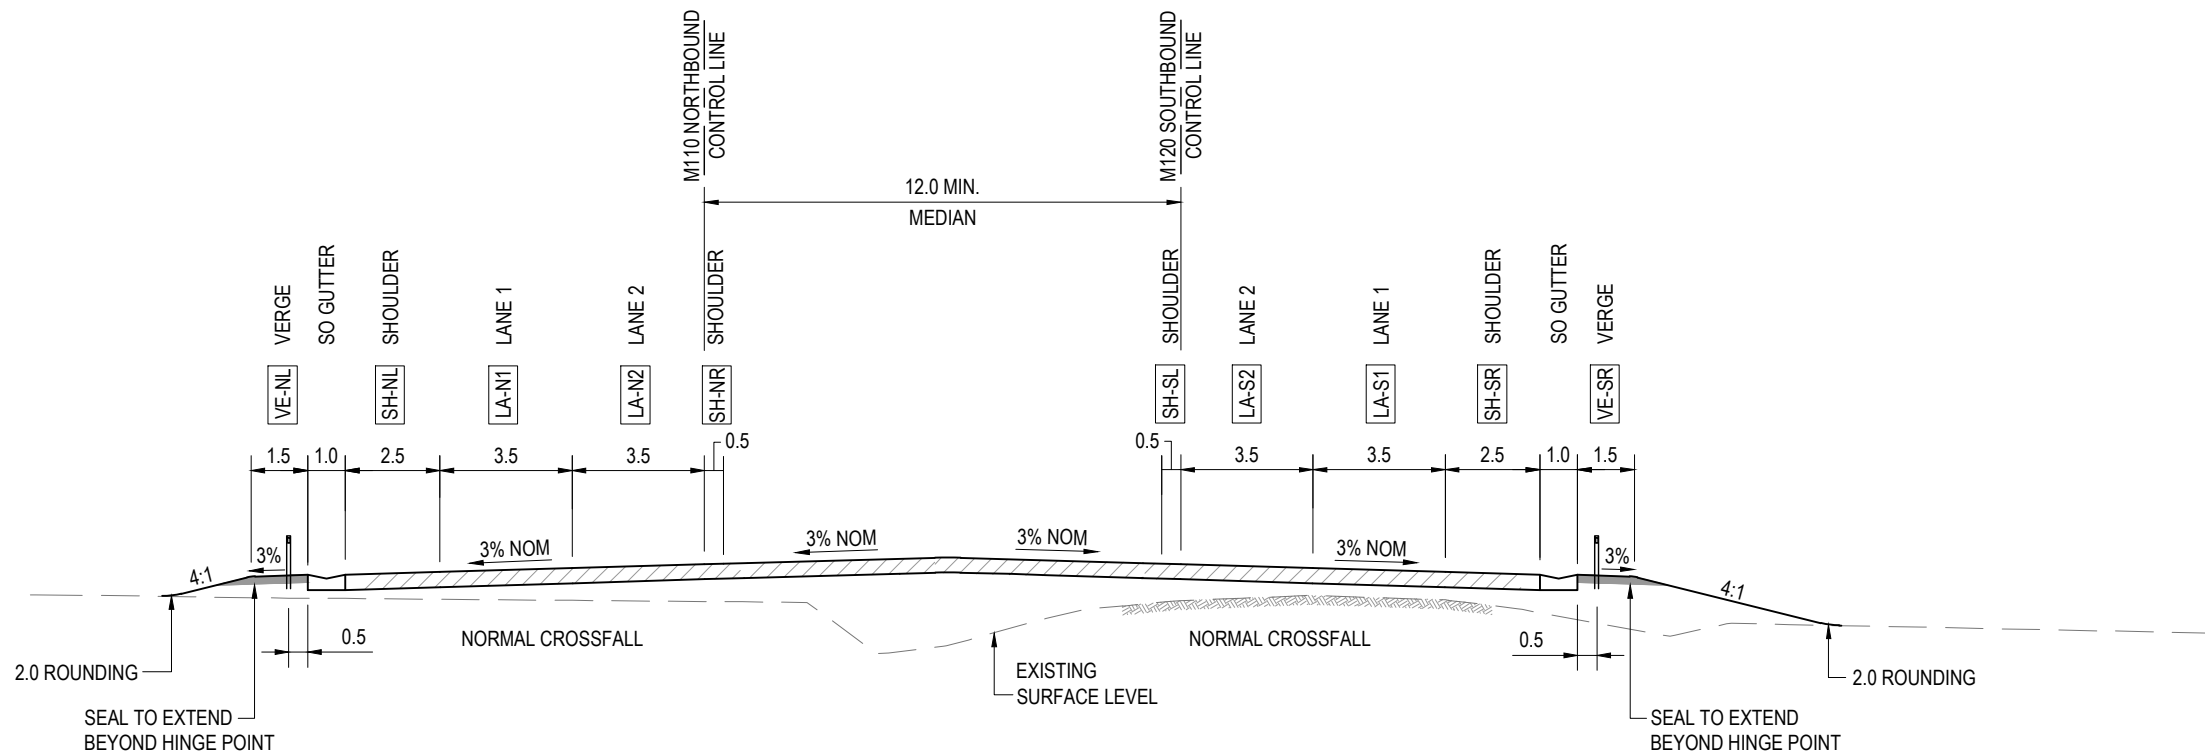 M110 NORTHBOUND
CONTROL LINE
M120 SOUTHBOUND
CONTROL LINE
12.0 MIN.
MEDIAN
VERGE
SO GUTTER
SHOULDER
LANE 1
LANE 2
SHOULDER
SHOULDER
LANE 2
LANE 1
SHOULDER
SO GUTTER
VERGE
VE-NL
SH-NL
LA-N1
LA-N2
SH-NR
SH-SL
LA-S2
LA-S1
SH-SR
VE-SR
1.5
1.0
2.5
3.5
3.5
0.5
0.5
3.5
3.5
2.5
1.0
1.5
4:1
3%
3% NOM
3% NOM
3% NOM
3% NOM
3%
4:1
0.5
NORMAL CROSSFALL
NORMAL CROSSFALL
0.5
2.0 ROUNDING
EXISTING
SURFACE LEVEL
2.0 ROUNDING
SEAL TO EXTEND
BEYOND HINGE POINT
SEAL TO EXTEND
BEYOND HINGE POINT